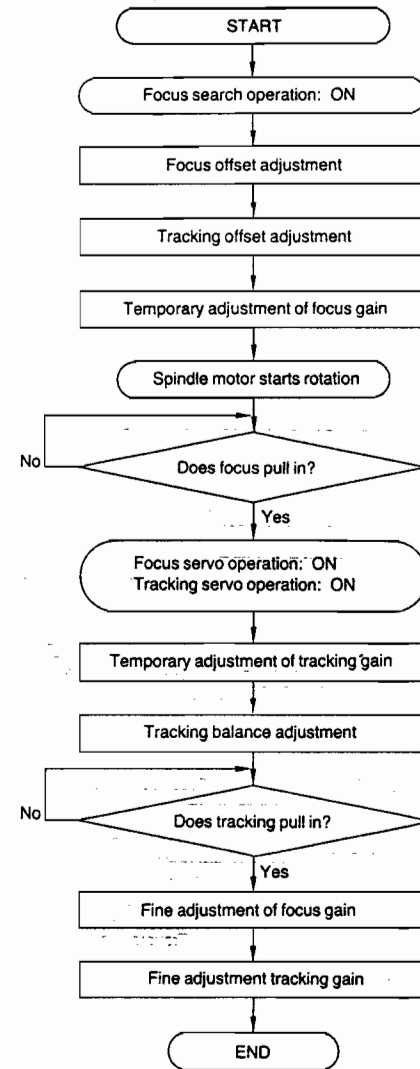 START
Focus search operation: ON
Focus offset adjustment
Tracking offset adjustment
Temporary adjustment of focus gain
Spindle motor starts rotation
Does focus pull in?
No
Yes
Focus servo operation: ON
Tracking servo operation: ON
Temporary adjustment of tracking gain
Tracking balance adjustment
Does tracking pull in?
No
Yes
Fine adjustment of focus gain
Fine adjustment tracking gain
END